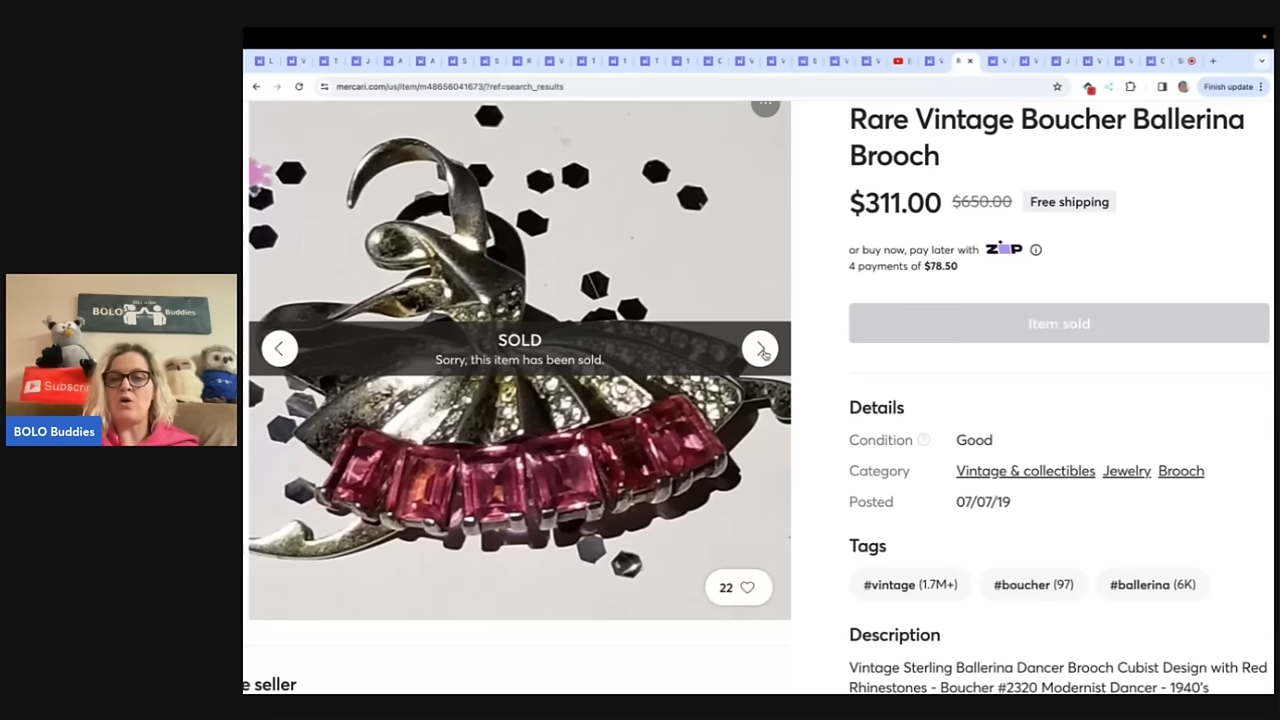 mercari.com/us/item/m48656041673/?ref=search_results
Finish update
Rare Vintage Boucher Ballerina
Brooch
$311.00 $650.00 Free shipping
or buy now, pay later with ZIP
4 payments of $78.50
Item sold
SOLD
Sorry, this item has been sold.
22
Details
Condition Good
Category Vintage & collectibles Jewelry Brooch
Posted 07/07/19
Tags
#vintage (1.7M+) #boucher (97) #ballerina (6K)
Description
Vintage Sterling Ballerina Dancer Brooch Cubist Design with Red
Rhinestones - Boucher #2320 Modernist Dancer - 1940's
e seller
BOLO Buddies
Subscri
BOLO Buddies